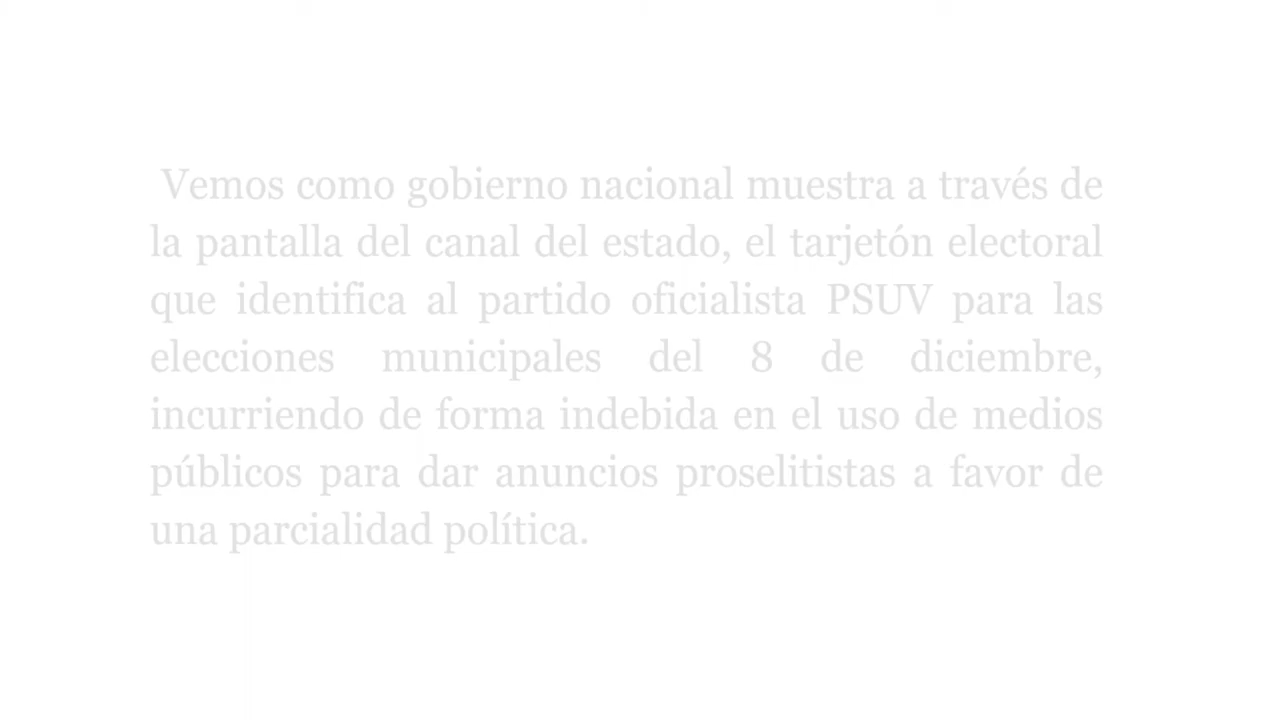 Vemos como gobierno nacional muestra a través de
la pantalla del canal del estado, el tarjetón electoral
que identifica al partido oficialista PSUV para las
elecciones municipales del 8 de diciembre,
incurriendo de forma indebida en el uso de medios
públicos para dar anuncios proselitistas a favor de
una parcialidad política.